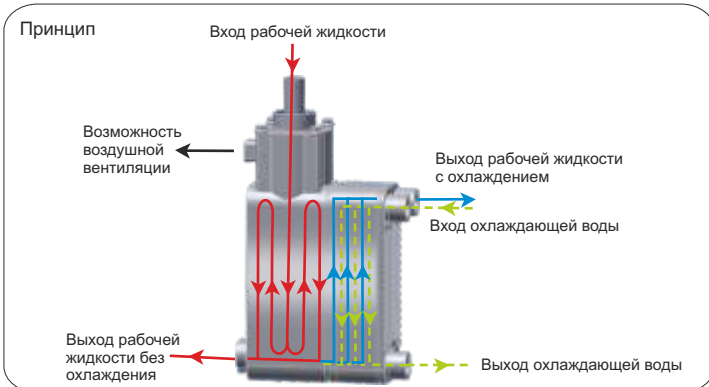 Принцип
Вход рабочей жидкости
Возможность
воздушной
вентиляции
Выход рабочей жидкости
с охлаждением
Вход охлаждающей воды
Выход рабочей
жидкости без
охлаждения
Выход охлаждающей воды